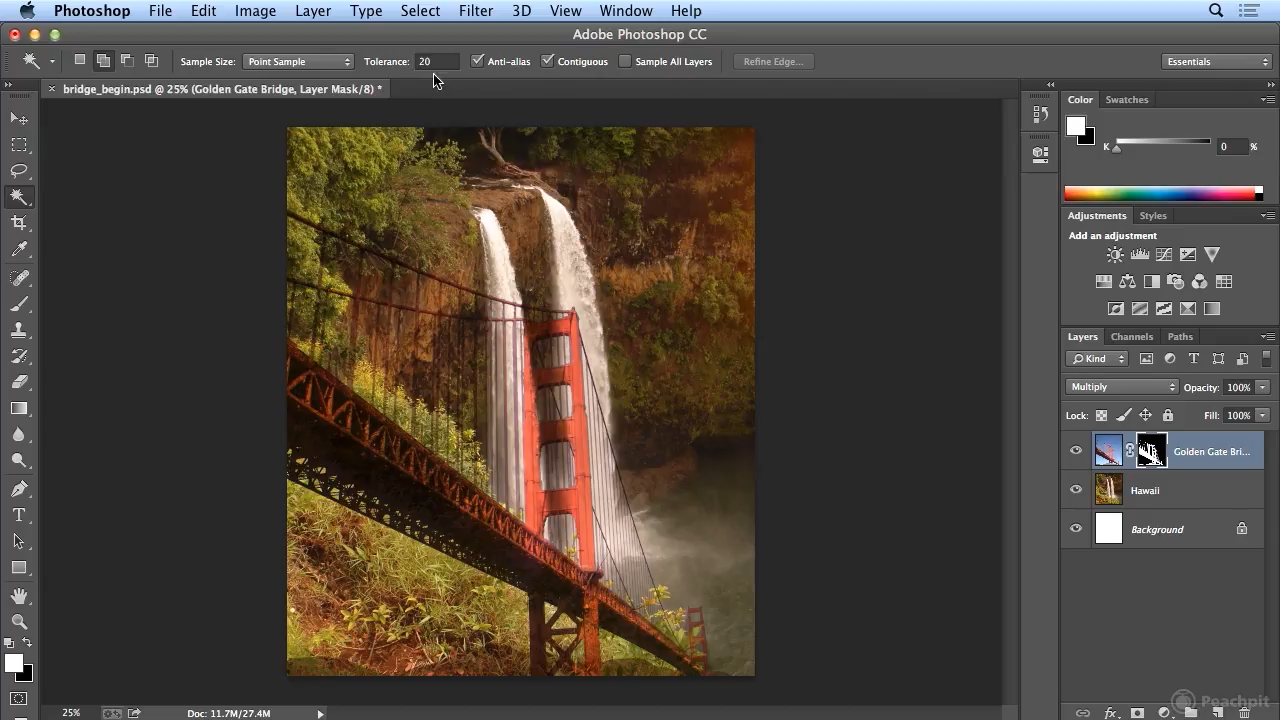 Photoshop File Edit Image Layer Type Select Filter 3D View Window Help
Adobe Photoshop CC
Sample Size: Point Sample Tolerance: 20 Anti-alias Contiguous Sample All Layers Refine Edge... Essentials
bridge_begin.psd @ 25% (Golden Gate Bridge, Layer Mask/8) *
Color Swatches
K 0 %
Adjustments Styles
Add an adjustment
Layers Channels Paths
Kind
Multiply Opacity: 100%
Lock: Fill: 100%
Golden Gate Bri...
Hawaii
Background
25% Doc: 11.7M/27.4M
Peachpit